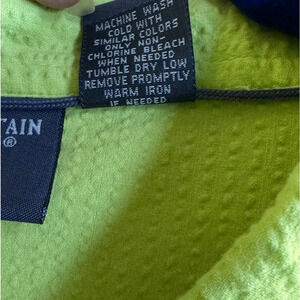 MACHINE WASH
COLD WITH
SIMILAR COLORS
ONLY NON-
CHLORINE BLEACH
WHEN NEEDED
TUMBLE DRY LOW
REMOVE PROMPTLY
WARM IRON
IF NEEDED
TAIN
®